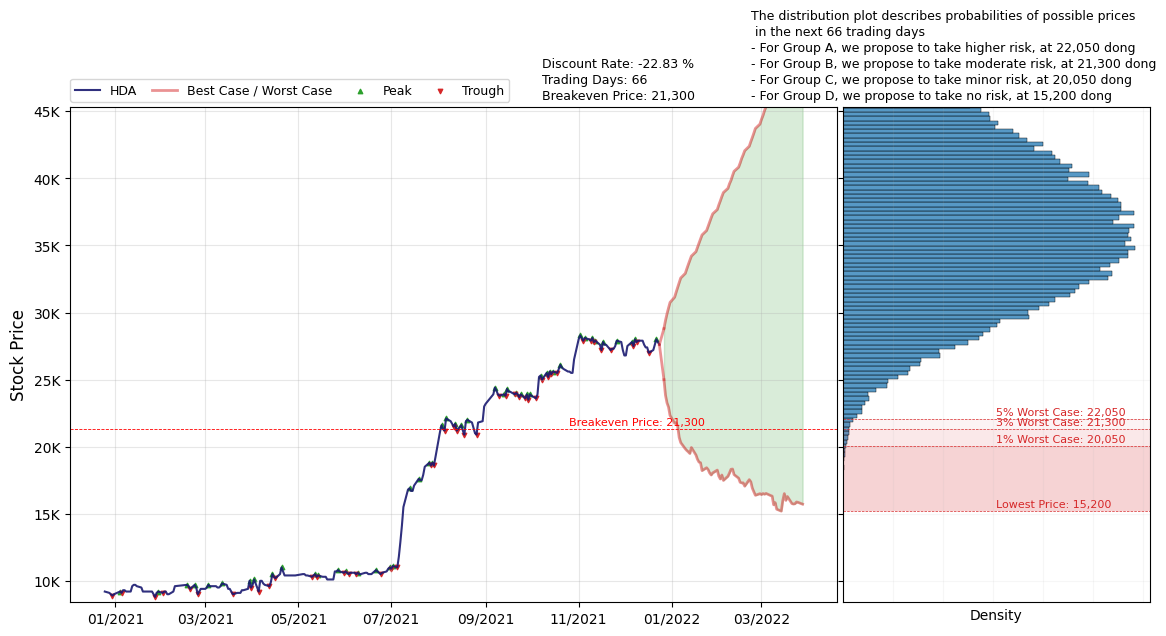 The distribution plot describes probabilities of possible prices
in the next 66 trading days
- For Group A, we propose to take higher risk, at 22,050 dong
- For Group B, we propose to take moderate risk, at 21,300 dong
- For Group C, we propose to take minor risk, at 20,050 dong
- For Group D, we propose to take no risk, at 15,200 dong
Discount Rate: -22.83 %
Trading Days: 66
Breakeven Price: 21,300
HDA
Best Case / Worst Case
Peak
Trough
Stock Price
45K
40K
35K
30K
25K
20K
15K
10K
Breakeven Price: 21,300
5% Worst Case: 22,050
3% Worst Case: 21,300
1% Worst Case: 20,050
Lowest Price: 15,200
01/2021
03/2021
05/2021
07/2021
09/2021
11/2021
01/2022
03/2022
Density